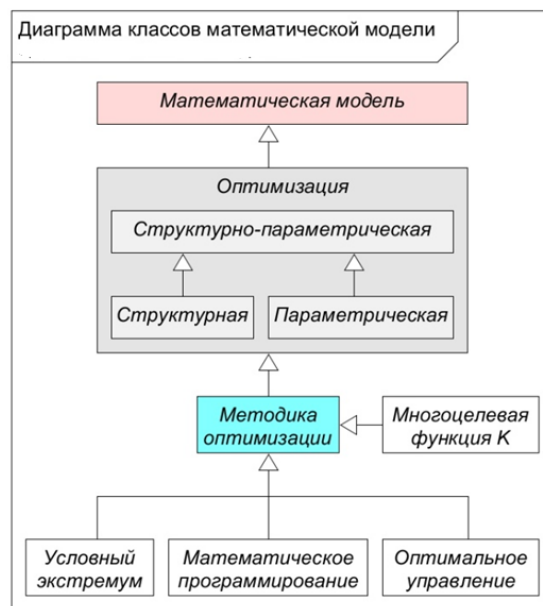 Диаграмма классов математической модели
Математическая модель
Оптимизация
Структурно-параметрическая
Структурная
Параметрическая
Методика
оптимизации
Многоцелевая
функция K
Условный
экстремум
Математическое
программирование
Оптимальное
управление